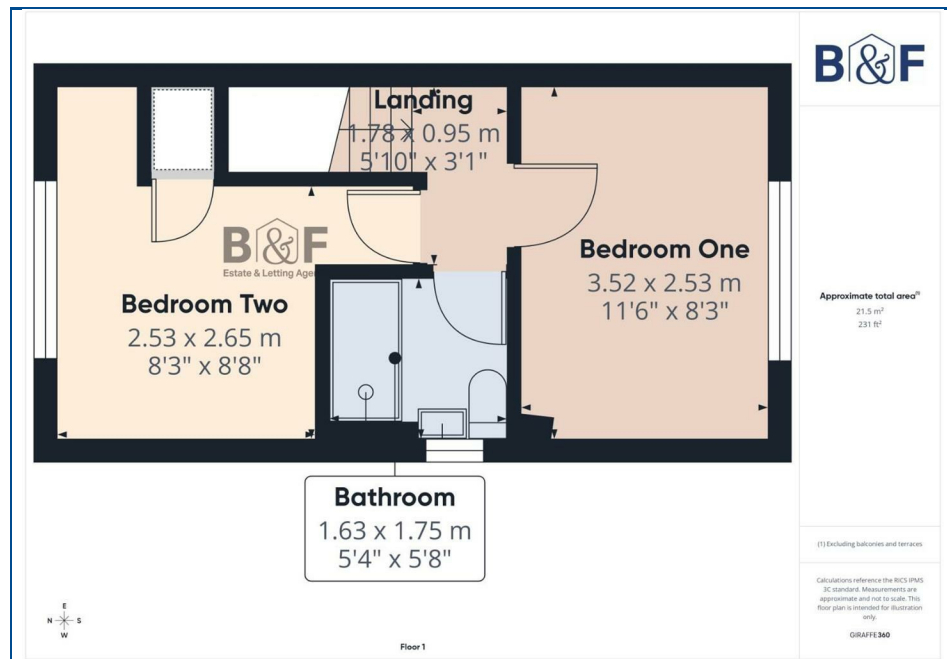 Landing
1.78 x 0.95 m
5'10" x 3'1"
B&F
Estate & Letting
Bedroom One
3.52 x 2.53 m
11'6" x 8'3"
Bedroom Two
2.53 x 2.65 m
8'3" x 8'8"
Bathroom
1.63 x 1.75 m
5'4" x 5'8"
E
N S
W
Floor 1
B&F
Approximate total area⁽¹⁾
21.5 m²
231 ft²
(1) Excluding balconies and terraces
Calculations reference the RICS IPMS
3C standard. Measurements are
approximate and not to scale. This
floor plan is intended for illustration
only.
GIRAFFE360